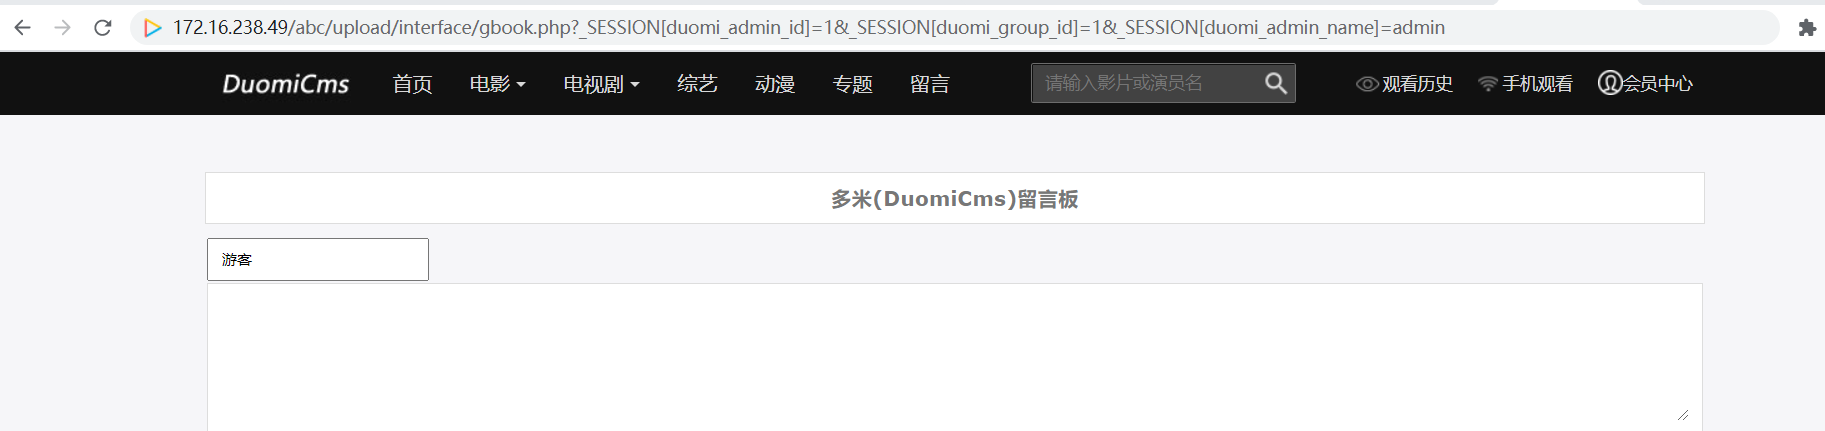 172.16.238.49/abc/upload/interface/gbook.php?_SESSION[duomi_admin_id]=1&_SESSION[duomi_group_id]=1&_SESSION[duomi_admin_name]=admin
DuomiCms 首页 电影 电视剧 综艺 动漫 专题 留言 请输入影片或演员名 观看历史 手机观看 会员中心
多米(DuomiCms)留言板
游客